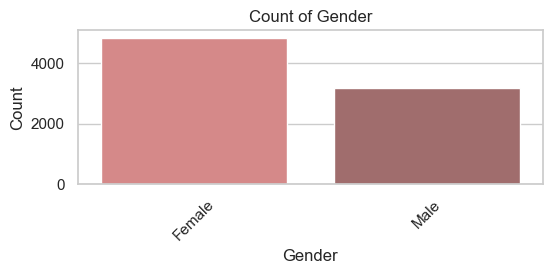 Count of Gender
Count
4000
2000
0
Female
Male
Gender